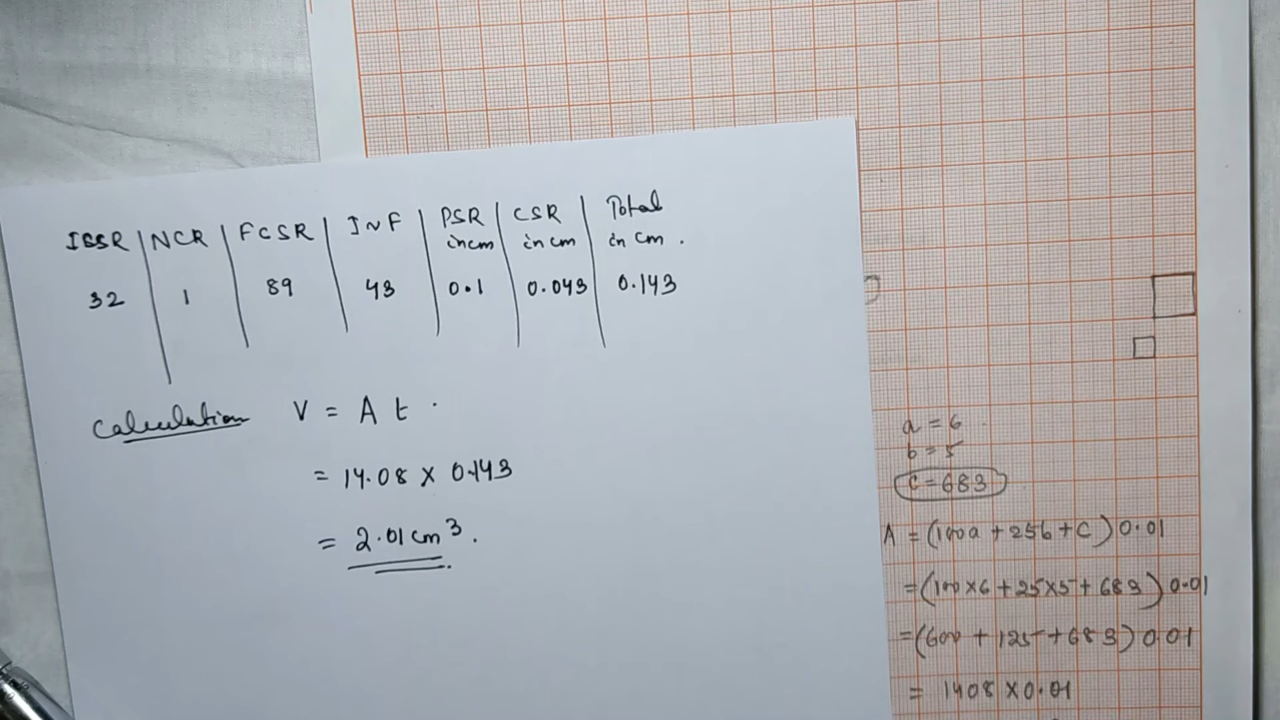 ICSR NCR FCSR INF PSR in cm CSR in cm Total in cm.
32 1 89 43 0.1 0.043 0.143
Calculation V = A t .
= 14.08 × 0.143
= 2.01 cm³.
a = 6 .
b = 5
c = 683
A = (100a + 25b + c) 0.01
= (100×6 + 25×5 + 683) 0.01
= (600 + 125 + 683) 0.01
= 1408 × 0.01